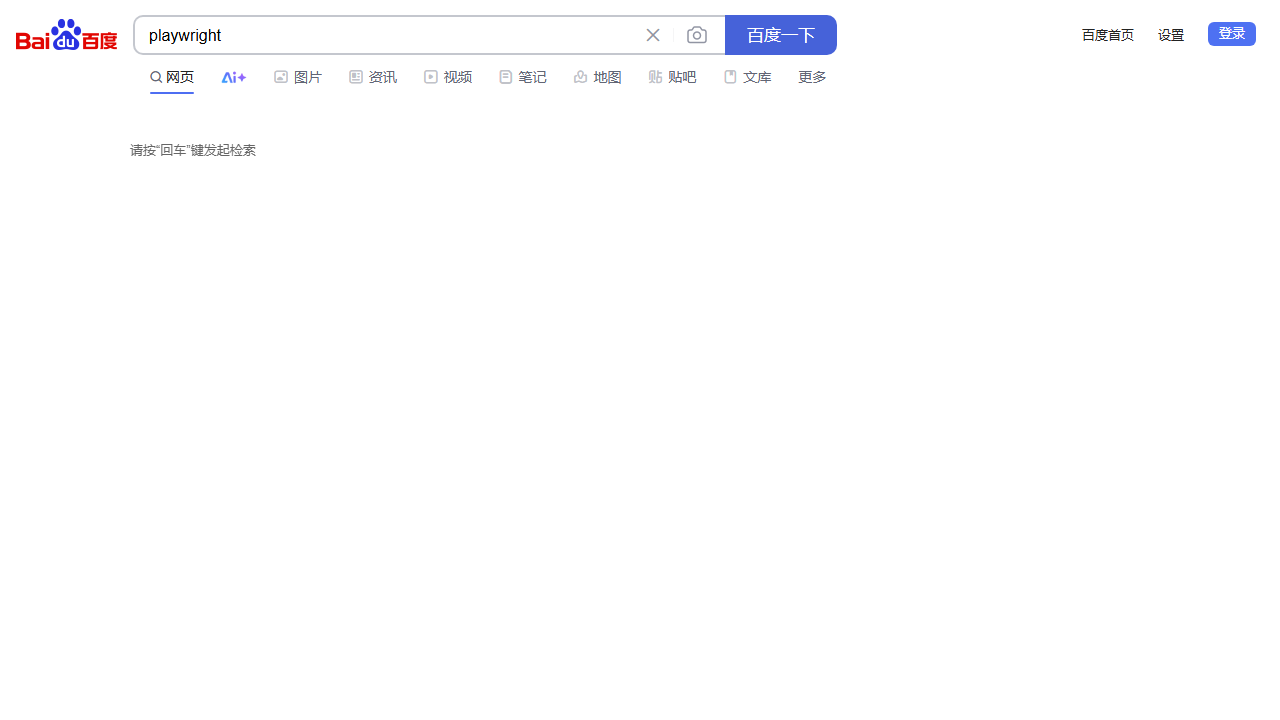 Bai du 百度 playwright 百度一下 百度首页 设置 登录
网页 Ai+ 图片 资讯 视频 笔记 地图 贴吧 文库 更多
请按“回车”键发起检索